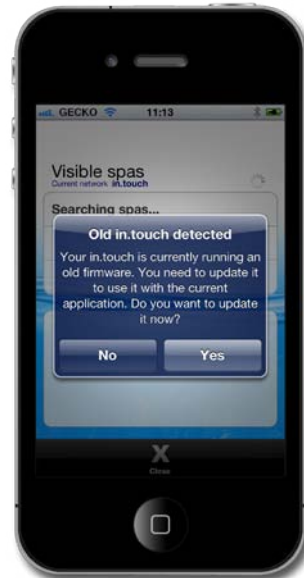 GECKO 11:13
Visible spas
Current network in.touch
Searching spas...
Old in.touch detected
Your in.touch is currently running an
old firmware. You need to update it
to use it with the current
application. Do you want to update
it now?
No Yes
X
Close